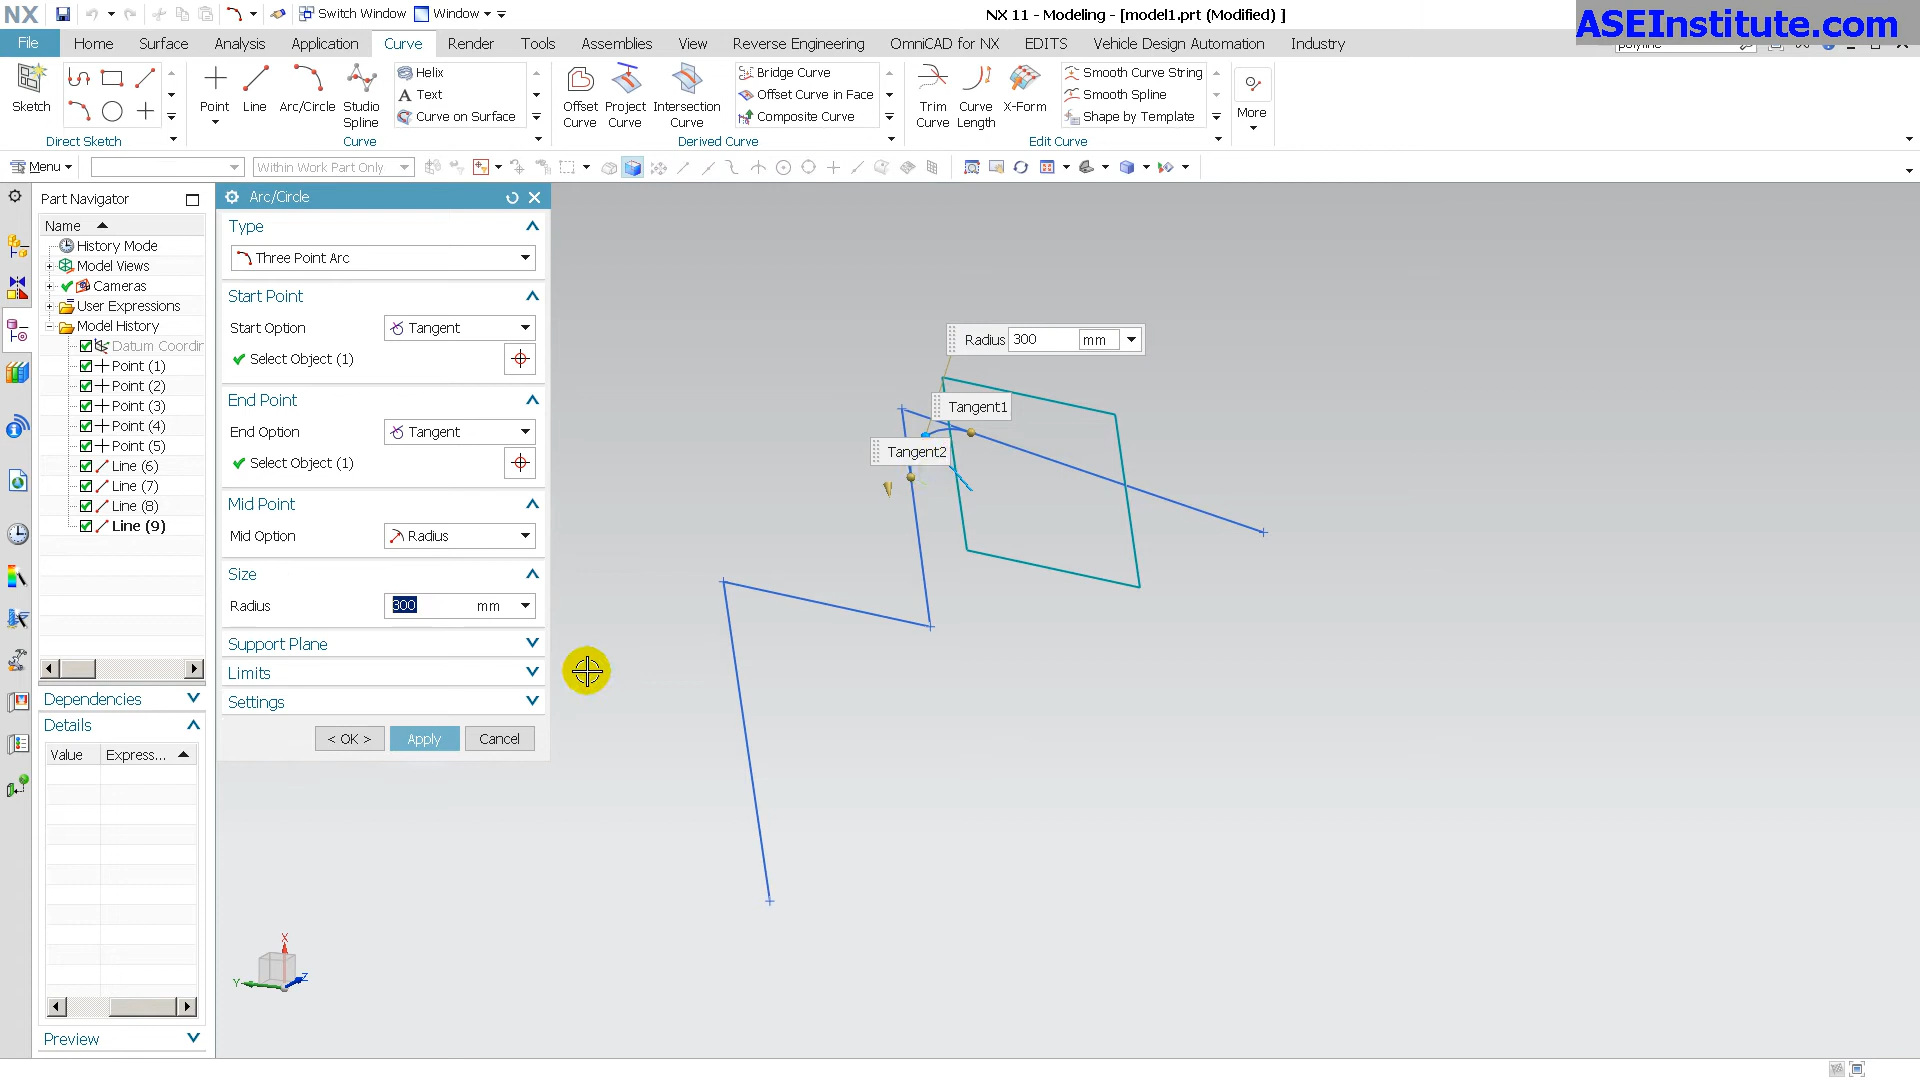 NX
Switch Window
Window
NX 11 - Modeling - [model1.prt (Modified) ]
ASEInstitute.com
File
Home
Surface
Analysis
Application
Curve
Render
Tools
Assemblies
View
Reverse Engineering
OmniCAD for NX
EDITS
Vehicle Design Automation
Industry
Sketch
Direct Sketch
Point
Line
Arc/Circle
Studio
Spline
Helix
Text
Curve on Surface
Curve
Offset
Curve
Project
Curve
Intersection
Curve
Bridge Curve
Offset Curve in Face
Composite Curve
Derived Curve
Trim
Curve
Curve
Length
X-Form
Smooth Curve String
Smooth Spline
Shape by Template
Edit Curve
More
Menu
Within Work Part Only
Part Navigator
Name
History Mode
Model Views
Cameras
User Expressions
Model History
Datum Coordir
Point (1)
Point (2)
Point (3)
Point (4)
Point (5)
Line (6)
Line (7)
Line (8)
Line (9)
Dependencies
Details
Value
Express...
Preview
Arc/Circle
Type
Three Point Arc
Start Point
Start Option
Tangent
Select Object (1)
End Point
End Option
Tangent
Select Object (1)
Mid Point
Mid Option
Radius
Size
Radius
300
mm
Support Plane
Limits
Settings
< OK >
Apply
Cancel
Radius
300
mm
Tangent1
Tangent2
X
Y
Z